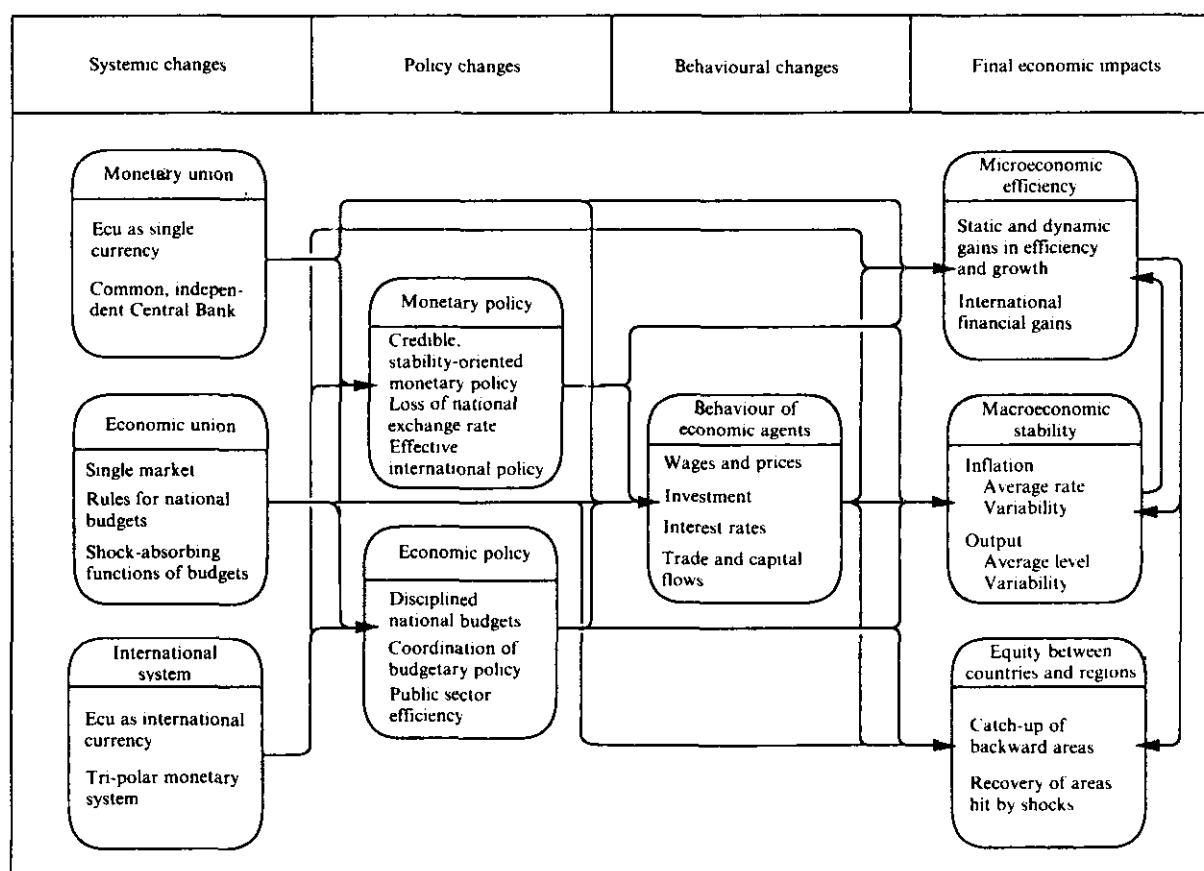 Systemic changes
Policy changes
Behavioural changes
Final economic impacts
Monetary union
Ecu as single
currency
Common, indepen-
dent Central Bank
Economic union
Single market
Rules for national
budgets
Shock-absorbing
functions of budgets
International
system
Ecu as international
currency
Tri-polar monetary
system
Monetary policy
Credible,
stability-oriented
monetary policy
Loss of national
exchange rate
Effective
international policy
Economic policy
Disciplined
national budgets
Coordination of
budgetary policy
Public sector
efficiency
Behaviour of
economic agents
Wages and prices
Investment
Interest rates
Trade and capital
flows
Microeconomic
efficiency
Static and dynamic
gains in efficiency
and growth
International
financial gains
Macroeconomic
stability
Inflation
Average rate
Variability
Output
Average level
Variability
Equity between
countries and regions
Catch-up of
backward areas
Recovery of areas
hit by shocks